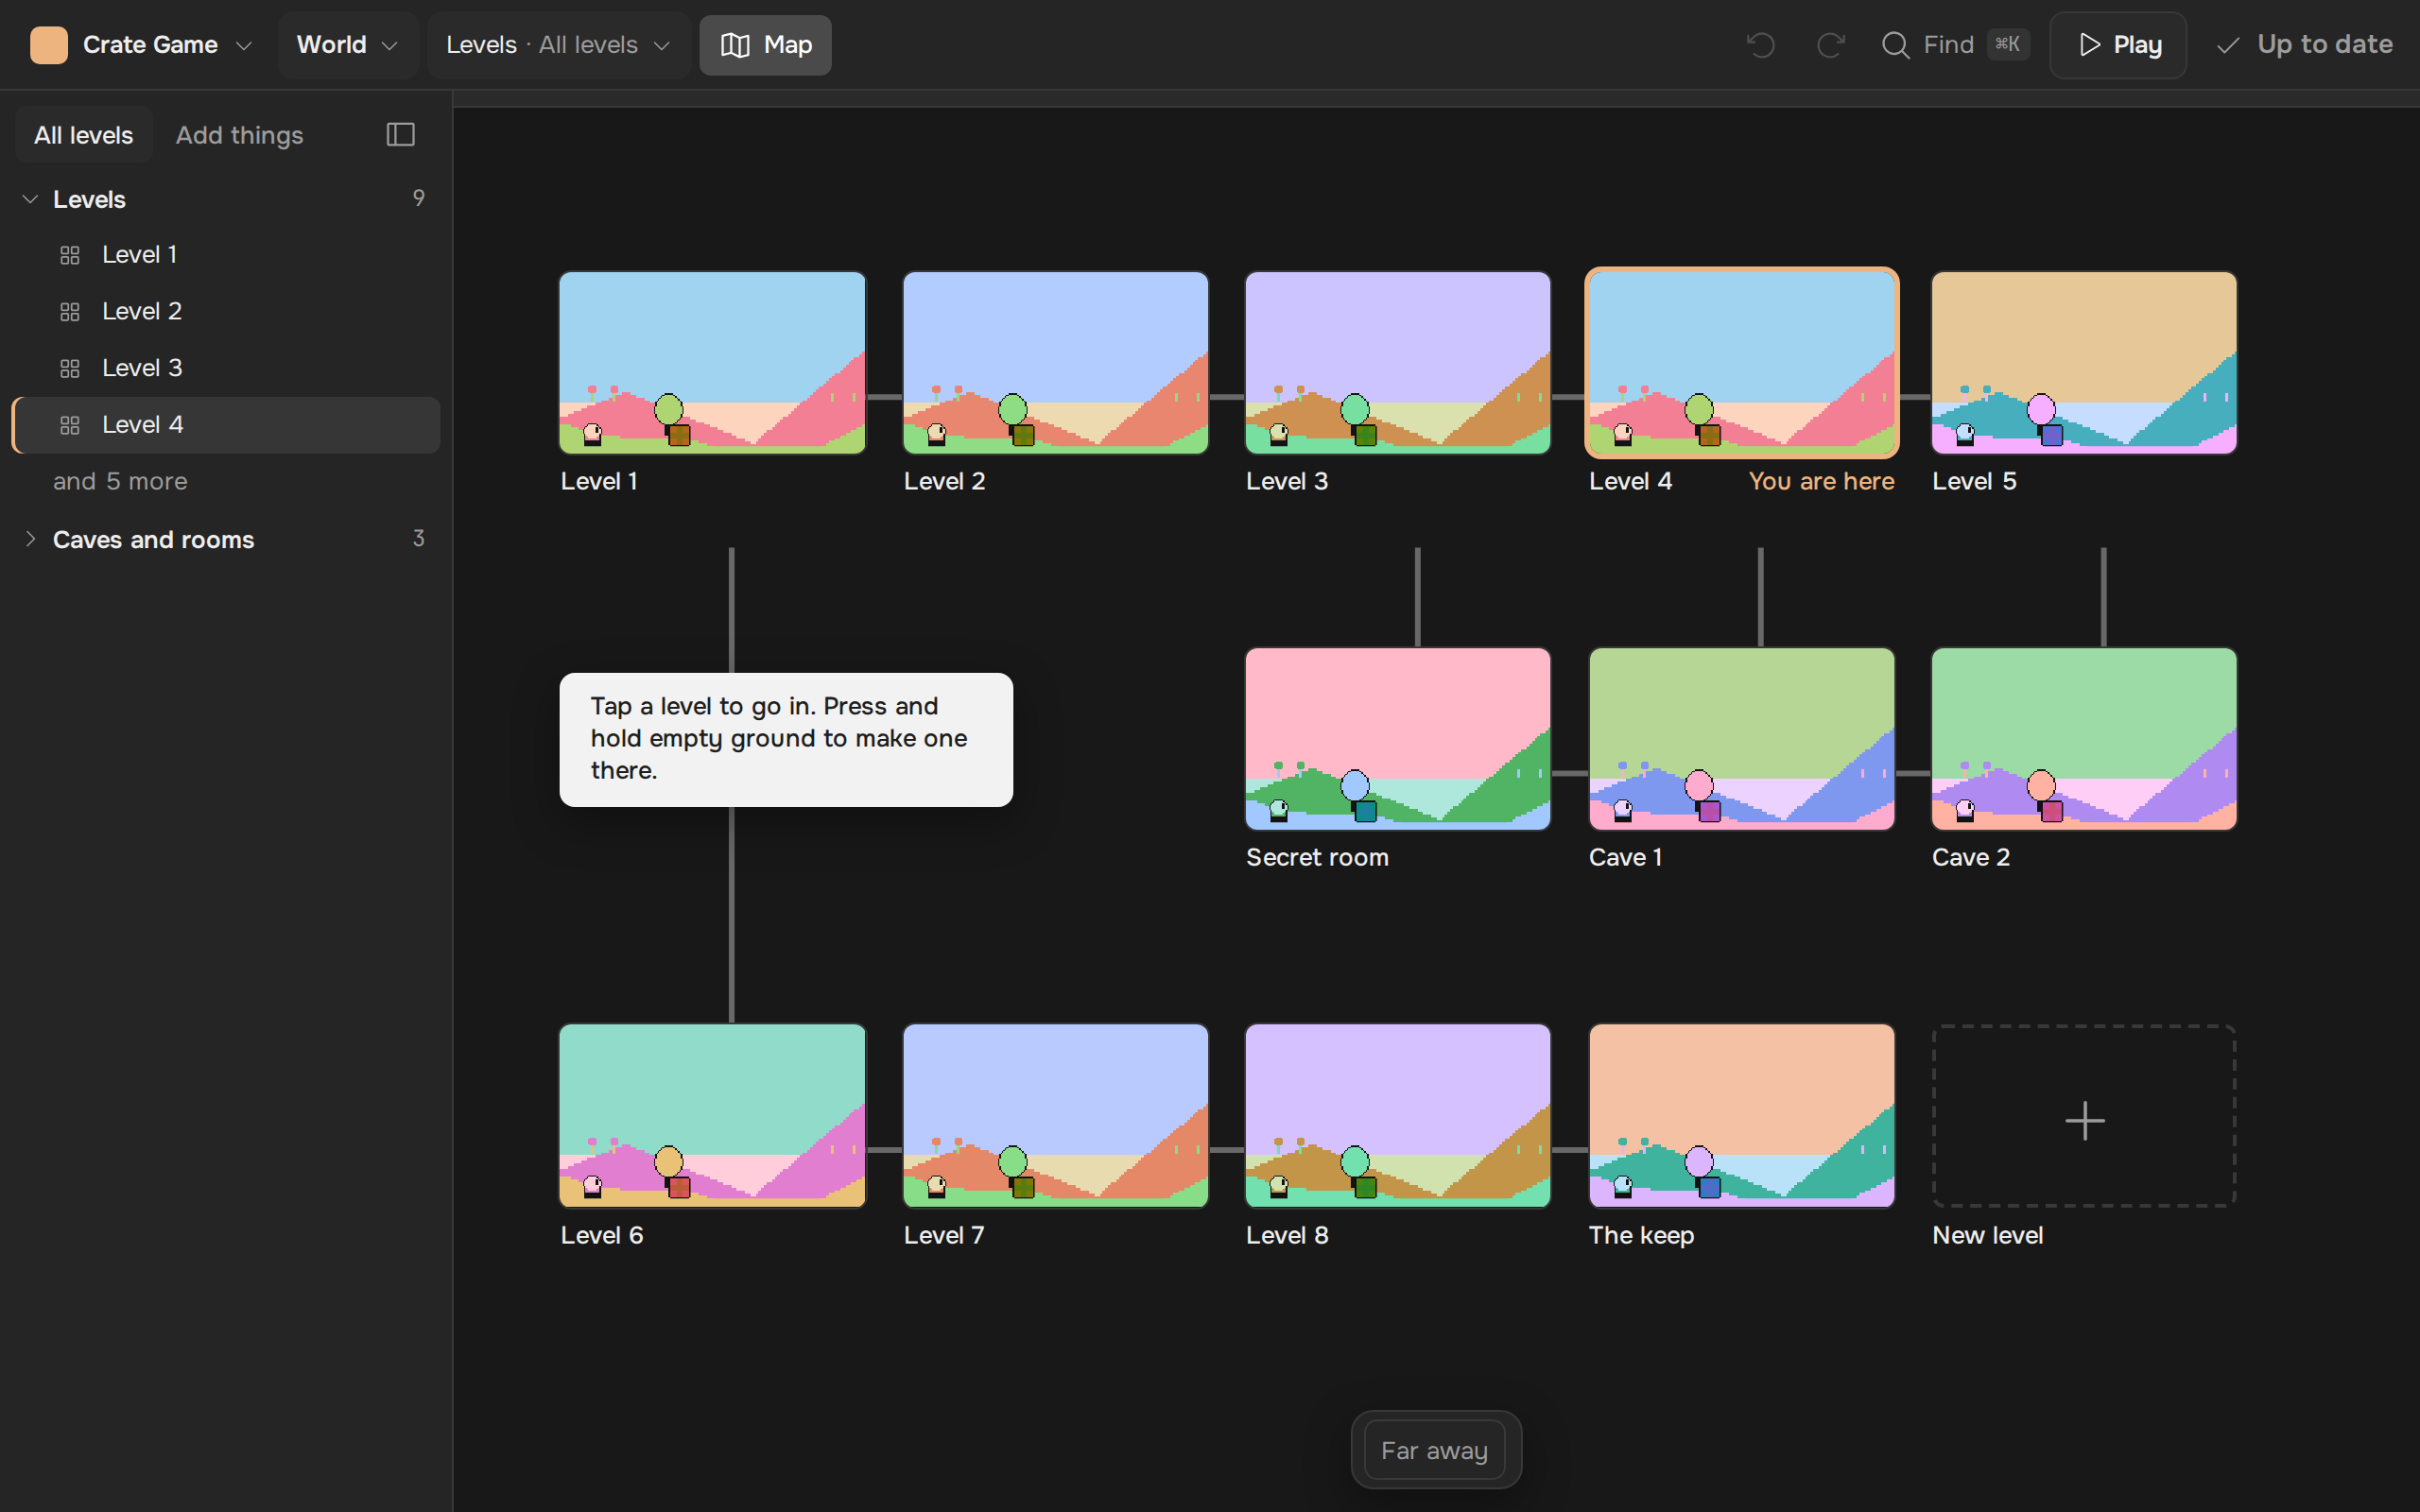 Crate Game
World
Levels · All levels
Map
Find ⌘K
Play
Up to date
All levels
Add things
Levels 9
Level 1
Level 2
Level 3
Level 4
and 5 more
Caves and rooms 3
Level 1
Level 2
Level 3
Level 4
You are here
Level 5
Tap a level to go in. Press and
hold empty ground to make one
there.
Secret room
Cave 1
Cave 2
Level 6
Level 7
Level 8
The keep
New level
Far away